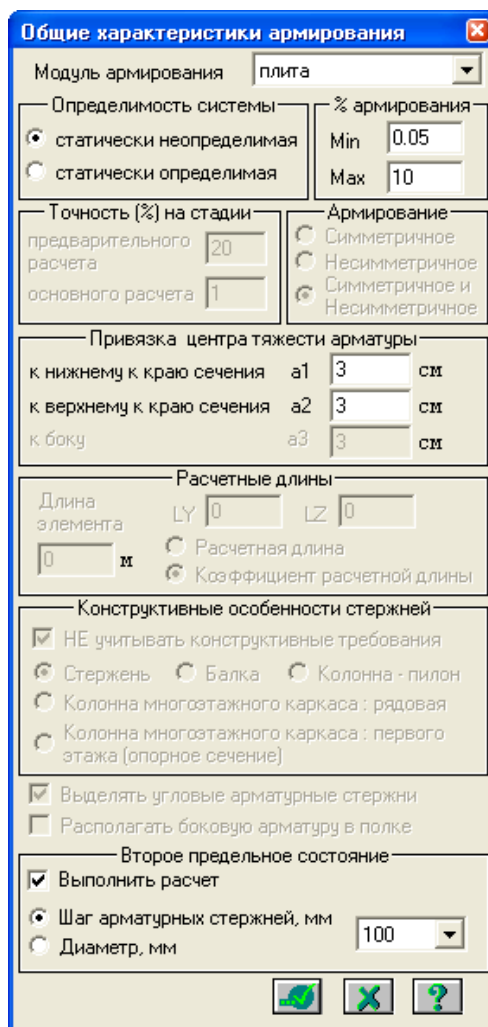 Общие характеристики армирования
Модуль армирования плита
Определимость системы
статически неопределимая
статически определимая
% армирования
Min 0.05
Max 10
Точность (%) на стадии
предварительного расчета 20
основного расчета 1
Армирование
Симметричное
Несимметричное
Симметричное и
Несимметричное
Привязка центра тяжести арматуры
к нижнему к краю сечения a1 3 см
к верхнему к краю сечения a2 3 см
к боку a3 3 см
Расчетные длины
Длина
элемента
0 м
LY 0 LZ 0
Расчетная длина
Коэффициент расчетной длины
Конструктивные особенности стержней
НЕ учитывать конструктивные требования
Стержень Балка Колонна - пилон
Колонна многоэтажного каркаса : рядовая
Колонна многоэтажного каркаса : первого
этажа (опорное сечение)
Выделять угловые арматурные стержни
Располагать боковую арматуру в полке
Второе предельное состояние
Выполнить расчет
Шаг арматурных стержней, мм
Диаметр, мм
100
?